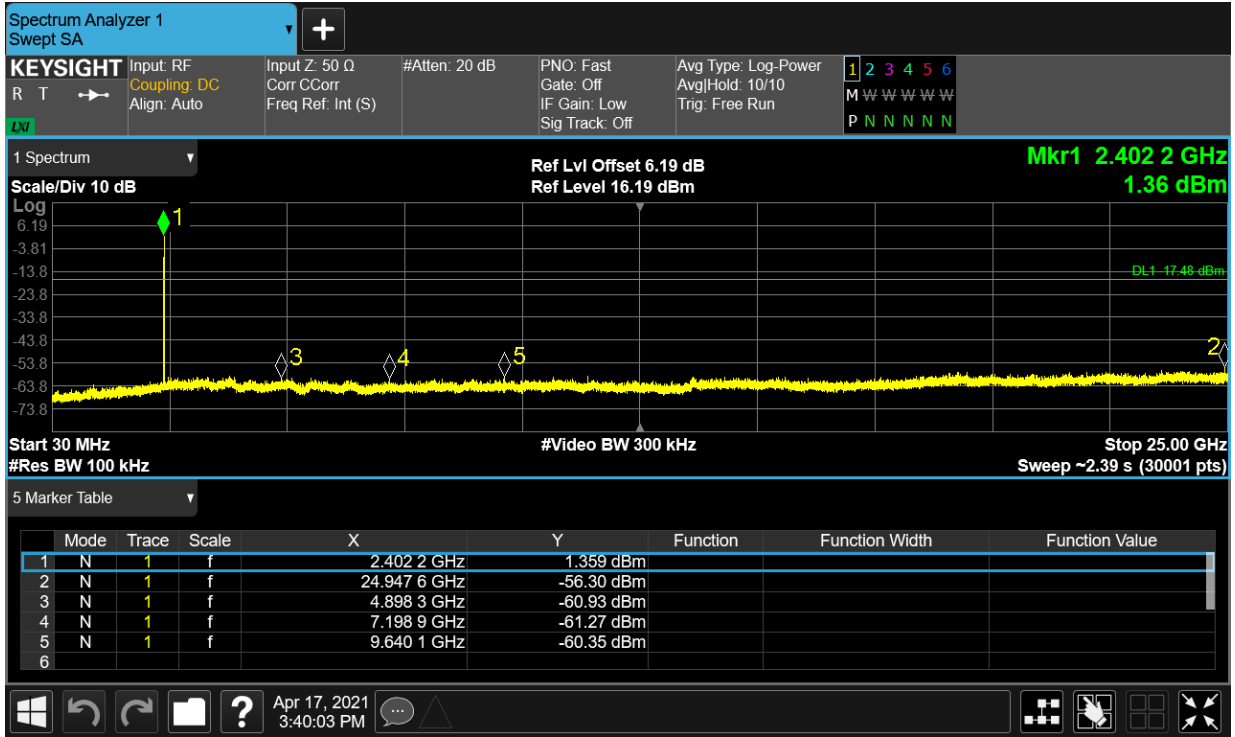 Spectrum Analyzer 1
Swept SA
+
KEYSIGHT
R T
LXI
Input: RF
Coupling: DC
Align: Auto
Input Z: 50 Ω
Corr CCorr
Freq Ref: Int (S)
#Atten: 20 dB
PNO: Fast
Gate: Off
IF Gain: Low
Sig Track: Off
Avg Type: Log-Power
Avg|Hold: 10/10
Trig: Free Run
1 2 3 4 5 6
M W W W W W
P N N N N N
1 Spectrum
Scale/Div 10 dB
Ref Lvl Offset 6.19 dB
Ref Level 16.19 dBm
Mkr1 2.402 2 GHz
1.36 dBm
Log
6.19
-3.81
-13.8
-23.8
-33.8
-43.8
-53.8
-63.8
-73.8
1
3
4
5
2
DL1 -17.48 dBm
Start 30 MHz
#Video BW 300 kHz
Stop 25.00 GHz
#Res BW 100 kHz
Sweep ~2.39 s (30001 pts)
5 Marker Table
Mode Trace Scale X Y Function Function Width Function Value
1 N 1 f 2.402 2 GHz 1.359 dBm
2 N 1 f 24.947 6 GHz -56.30 dBm
3 N 1 f 4.898 3 GHz -60.93 dBm
4 N 1 f 7.198 9 GHz -61.27 dBm
5 N 1 f 9.640 1 GHz -60.35 dBm
6
?
Apr 17, 2021
3:40:03 PM